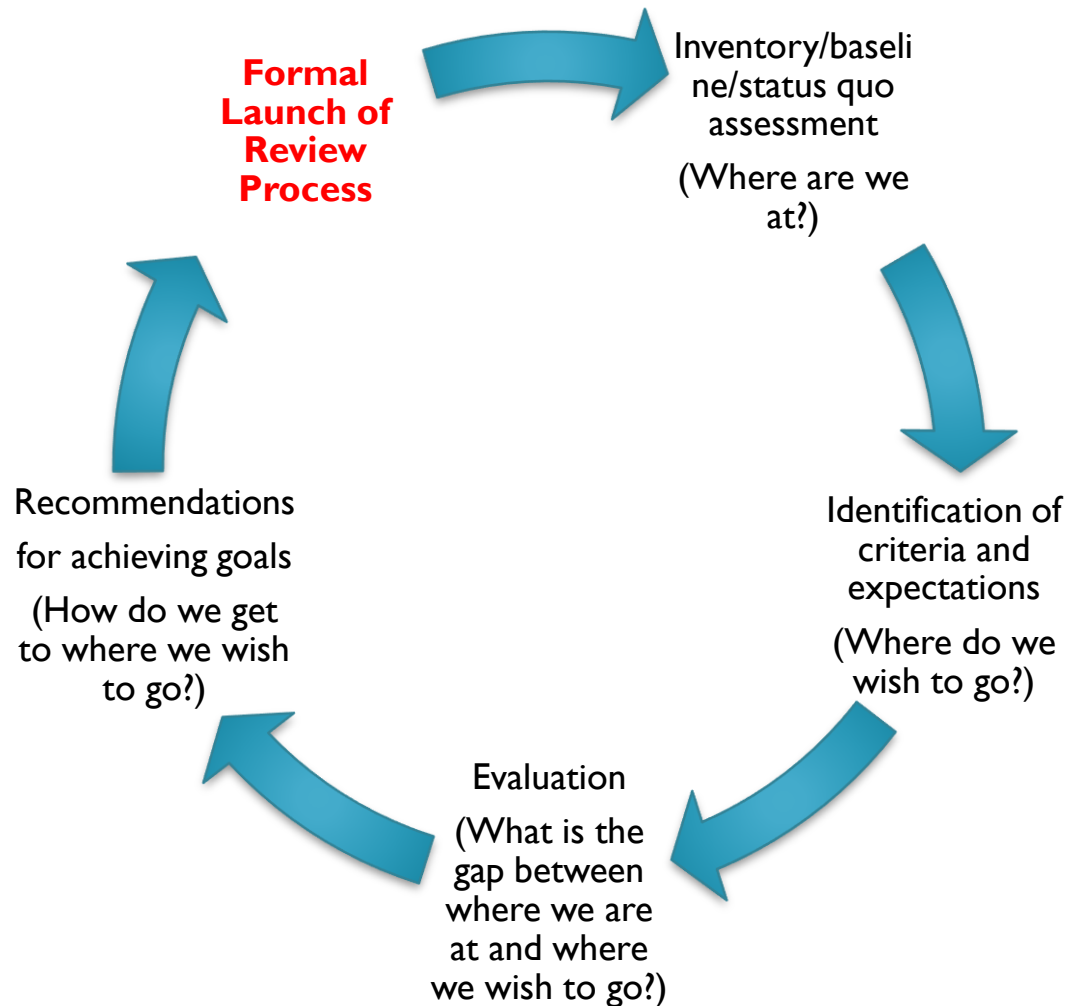 Formal
Launch of
Review
Process
Inventory/baseli
ne/status quo
assessment
(Where are we
at?)
Identification of
criteria and
expectations
(Where do we
wish to go?)
Evaluation
(What is the
gap between
where we are
at and where
we wish to go?)
Recommendations
for achieving goals
(How do we get
to where we wish
to go?)